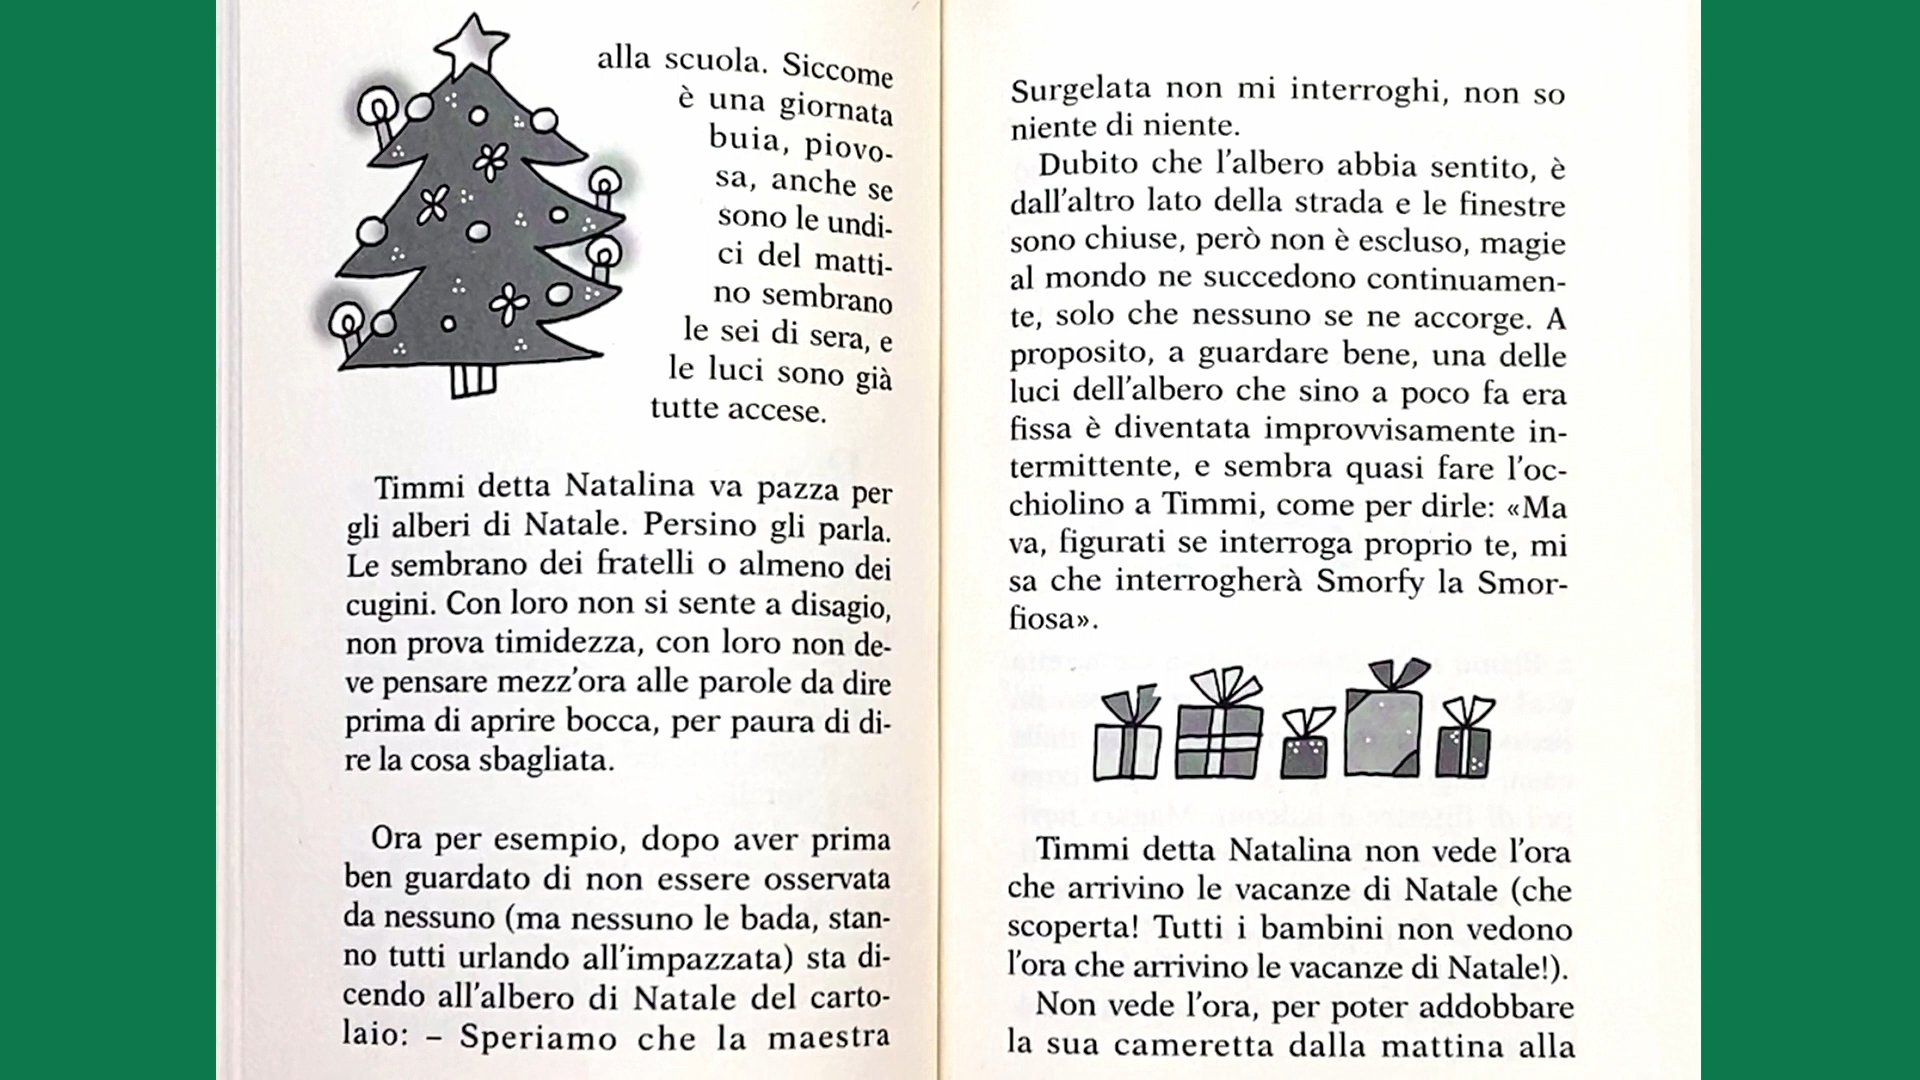 alla scuola. Siccome
è una giornata
buia, piovo-
sa, anche se
sono le undi-
ci del matti-
no sembrano
le sei di sera, e
le luci sono già
tutte accese.
Timmi detta Natalina va pazza per
gli alberi di Natale. Persino gli parla.
Le sembrano dei fratelli o almeno dei
cugini. Con loro non si sente a disagio,
non prova timidezza, con loro non de-
ve pensare mezz'ora alle parole da dire
prima di aprire bocca, per paura di di-
re la cosa sbagliata.
Ora per esempio, dopo aver prima
ben guardato di non essere osservata
da nessuno (ma nessuno le bada, stan-
no tutti urlando all'impazzata) sta di-
cendo all'albero di Natale del carto-
laio: – Speriamo che la maestra
Surgelata non mi interroghi, non so
niente di niente.
Dubito che l'albero abbia sentito, è
dall'altro lato della strada e le finestre
sono chiuse, però non è escluso, magie
al mondo ne succedono continuamen-
te, solo che nessuno se ne accorge. A
proposito, a guardare bene, una delle
luci dell'albero che sino a poco fa era
fissa è diventata improvvisamente in-
termittente, e sembra quasi fare l'oc-
chiolino a Timmi, come per dirle: «Ma
va, figurati se interroga proprio te, mi
sa che interrogherà Smorfy la Smor-
fiosa».
Timmi detta Natalina non vede l'ora
che arrivino le vacanze di Natale (che
scoperta! Tutti i bambini non vedono
l'ora che arrivino le vacanze di Natale!).
Non vede l'ora, per poter addobbare
la sua cameretta dalla mattina alla